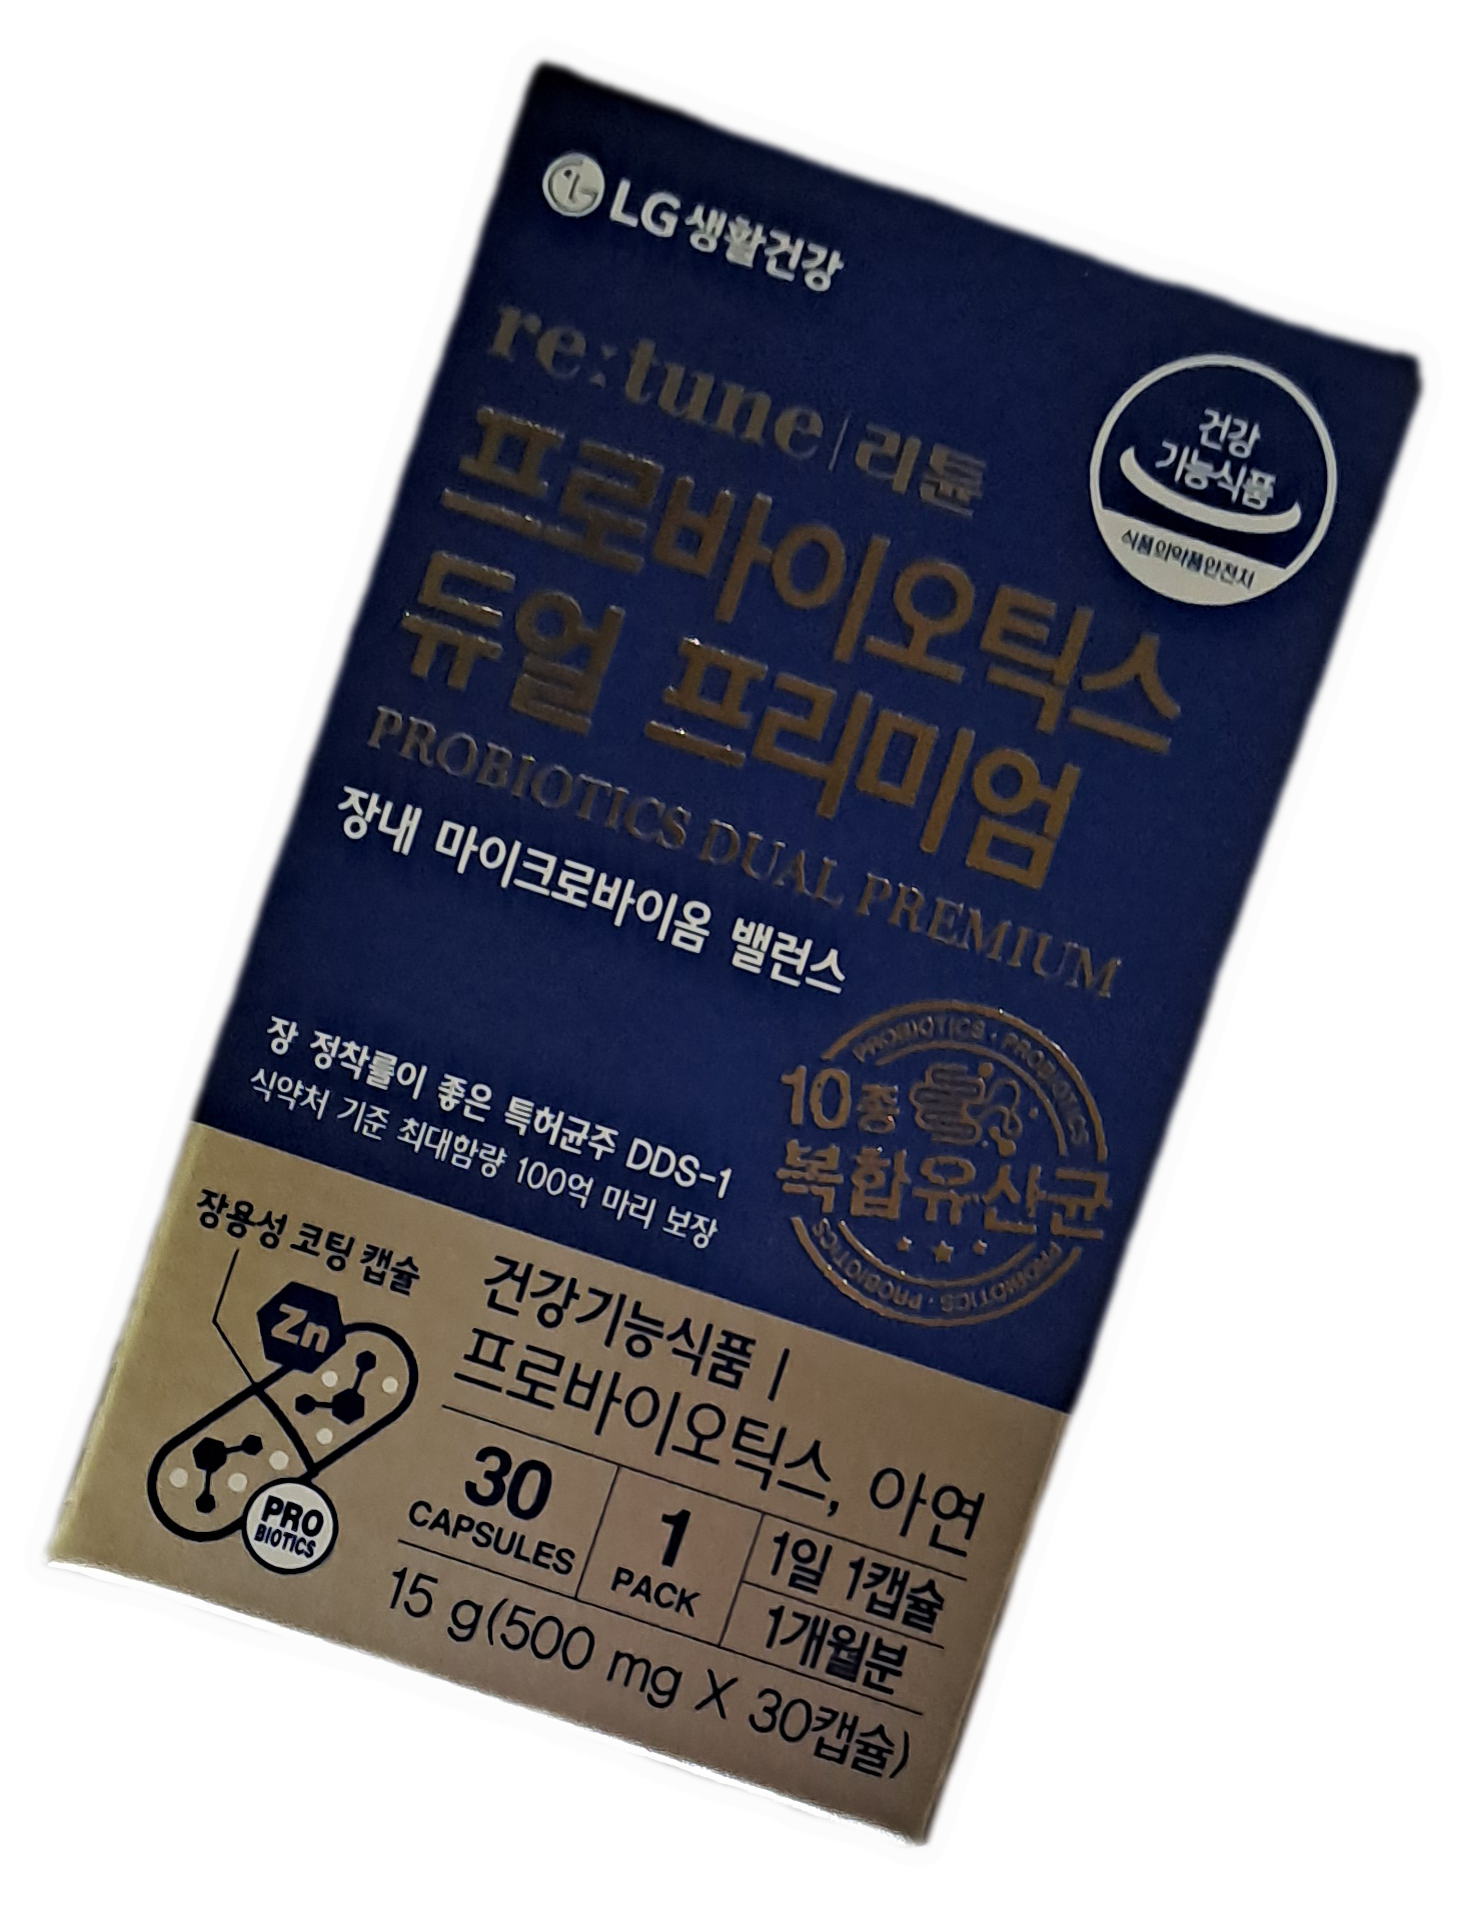 LG 생활건강
re:tune | 리튠
건강
기능식품
식품의약품안전처
프로바이오틱스
듀얼 프리미엄
PROBIOTICS DUAL PREMIUM
장내 마이크로바이옴 밸런스
장 정착률이 좋은 특허균주 DDS-1
식약처 기준 최대함량 100억 마리 보장
PROBIOTICS · PROBIOTICS
10종
복합유산균
PROBIOTICS · PROBIOTICS
장용성 코팅 캡슐
Zn
PRO
BIOTICS
건강기능식품 |
프로바이오틱스, 아연
30
CAPSULES
1
PACK
1일 1캡슐
1개월분
15 g(500 mg X 30캡슐)